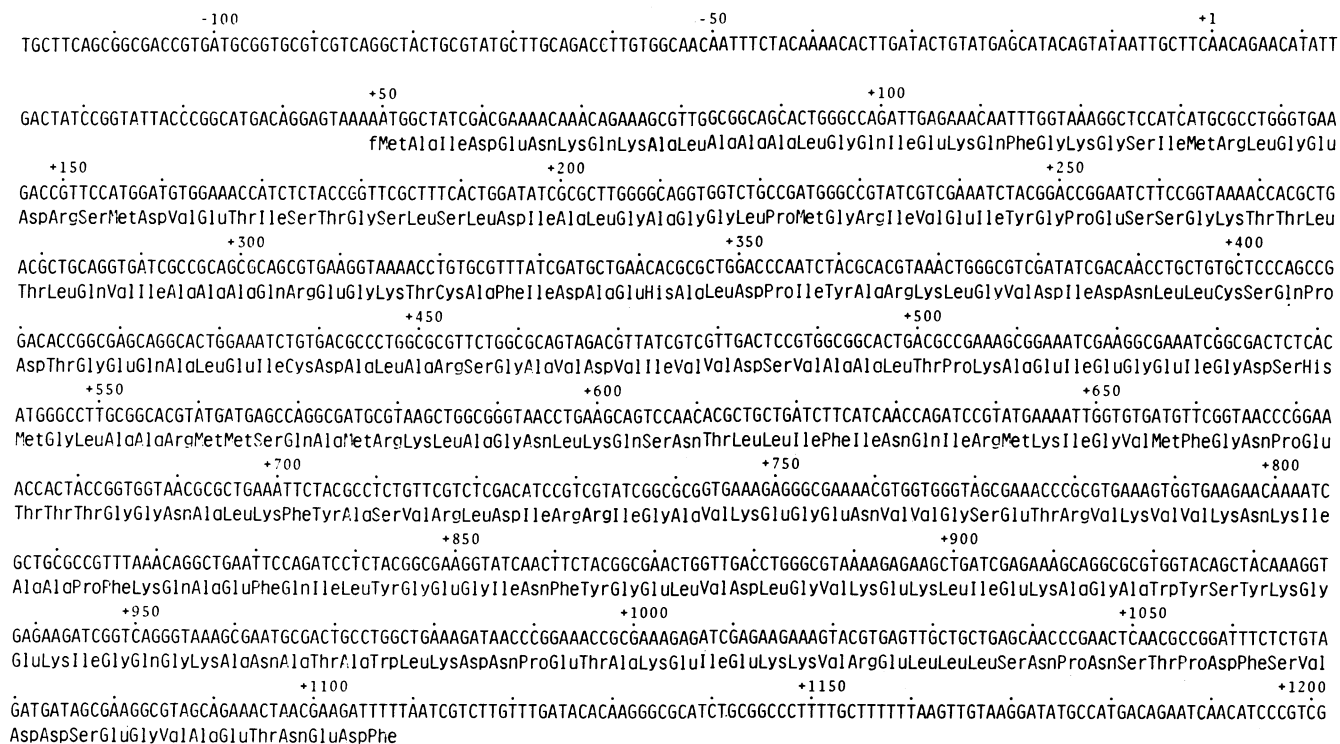 -100 -50 +1
TGCTTCAGCGGCGACCGTGATGCGGTGCGTCGTCAGGCTACTGCGTATGCTTGCAGACCTTGTGGCAACAATTTCTACAAAACACTTGATACTGTATGAGCATACAGTATAATTGCTTCAACAGAACATATT
+50 +100
GACTATCCGGTATTACCCGGCATGACAGGAGTAAAAATGGCTATCGACGAAAACAAACAGAAAGCGTTGGCGGCAGCACTGGGCCAGATTGAGAAACAATTTGGTAAAGGCTCCATCATGCGCCTGGGTGAA
fMetAlaIleAspGluAsnLysGlnLysAlaLeuAlaAlaAlaLeuGlyGlnIleGluLysGlnPheGlyLysGlySerIleMetArgLeuGlyGlu
+150 +200 +250
GACCGTTCCATGGATGTGGAAACCATCTCTACCGGTTCGCTTTCACTGGATATCGCGCTTGGGGCAGGTGGTCTGCCGATGGGCCGTATCGTCGAAATCTACGGACCGGAATCTTCCGGTAAAACCACGCTG
AspArgSerMetAspValGluThrIleSerThrGlySerLeuSerLeuAspIleAlaLeuGlyAlaGlyGlyLeuProMetGlyArgIleValGluIleTyrGlyProGluSerSerGlyLysThrThrLeu
+300 +350 +400
ACGCTGCAGGTGATCGCCGCAGCGCAGCGTGAAGGTAAAACCTGTGCGTTTATCGATGCTGAACACGCGCTGGACCCAATCTACGCACGTAAACTGGGCGTCGATATCGACAACCTGCTGTGCTCCCAGCCG
ThrLeuGlnValIleAlaAlaAlaGlnArgGluGlyLysThrCysAlaPheIleAspAlaGluHisAlaLeuAspProIleTyrAlaArgLysLeuGlyValAspIleAspAsnLeuLeuCysSerGlnPro
+450 +500
GACACCGGCGAGCAGGCACTGGAAATCTGTGACGCCCTGGCGCGTTCTGGCGCAGTAGACGTTATCGTCGTTGACTCCGTGGCGGCACTGACGCCGAAAGCGGAAATCGAAGGCGAAATCGGCGACTCTCAC
AspThrGlyGluGlnAlaLeuGluIleCysAspAlaLeuAlaArgSerGlyAlaValAspValIleValValAspSerValAlaAlaLeuThrProLysAlaGluIleGluGlyGluIleGlyAspSerHis
+550 +600 +650
ATGGGCCTTGCGGCACGTATGATGAGCCAGGCGATGCGTAAGCTGGCGGGTAACCTGAAGCAGTCCAACACGCTGCTGATCTTCATCAACCAGATCCGTATGAAAATTGGTGTGATGTTCGGTAACCCGGAA
MetGlyLeuAlaAlaArgMetMetSerGlnAlaMetArgLysLeuAlaGlyAsnLeuLysGlnSerAsnThrLeuLeuIlePheIleAsnGlnIleArgMetLysIleGlyValMetPheGlyAsnProGlu
+700 +750 +800
ACCACTACCGGTGGTAACGCGCTGAAATTCTACGCCTCTGTTCGTCTCGACATCCGTCGTATCGGCGCGGTGAAAGAGGGCGAAAACGTGGTGGGTAGCGAAACCCGCGTGAAAGTGGTGAAGAACAAAATC
ThrThrThrGlyGlyAsnAlaLeuLysPheTyrAlaSerValArgLeuAspIleArgArgIleGlyAlaValLysGluGlyGluAsnValValGlySerGluThrArgValLysValValLysAsnLysIle
+850 +900
GCTGCGCCGTTTAAACAGGCTGAATTCCAGATCCTCTACGGCGAAGGTATCAACTTCTACGGCGAACTGGTTGACCTGGGCGTAAAAGAGAAGCTGATCGAGAAAGCAGGCGCGTGGTACAGCTACAAAGGT
AlaAlaProPheLysGlnAlaGluPheGlnIleLeuTyrGlyGluGlyIleAsnPheTyrGlyGluLeuValAspLeuGlyValLysGluLysLeuIleGluLysAlaGlyAlaTrpTyrSerTyrLysGly
+950 +1000 +1050
GAGAAGATCGGTCAGGGTAAAGCGAATGCGACTGCCTGGCTGAAAGATAACCCGGAAACCGCGAAAGAGATCGAGAAGAAAGTACGTGAGTTGCTGCTGAGCAACCCGAACTCAACGCCGGATTTCTCTGTA
GluLysIleGlyGlnGlyLysAlaAsnAlaThrAlaTrpLeuLysAspAsnProGluThrAlaLysGluIleGluLysLysValArgGluLeuLeuLeuSerAsnProAsnSerThrProAspPheSerVal
+1100 +1150 +1200
GATGATAGCGAAGGCGTAGCAGAAACTAACGAAGATTTTTAATCGTCTTGTTTGATACACAAGGGCGCATCTGCGGCCCTTTTGCTTTTTTAAGTTGTAAGGATATGCCATGACAGAATCAACATCCCGTCG
AspAspSerGluGlyValAlaGluThrAsnGluAspPhe